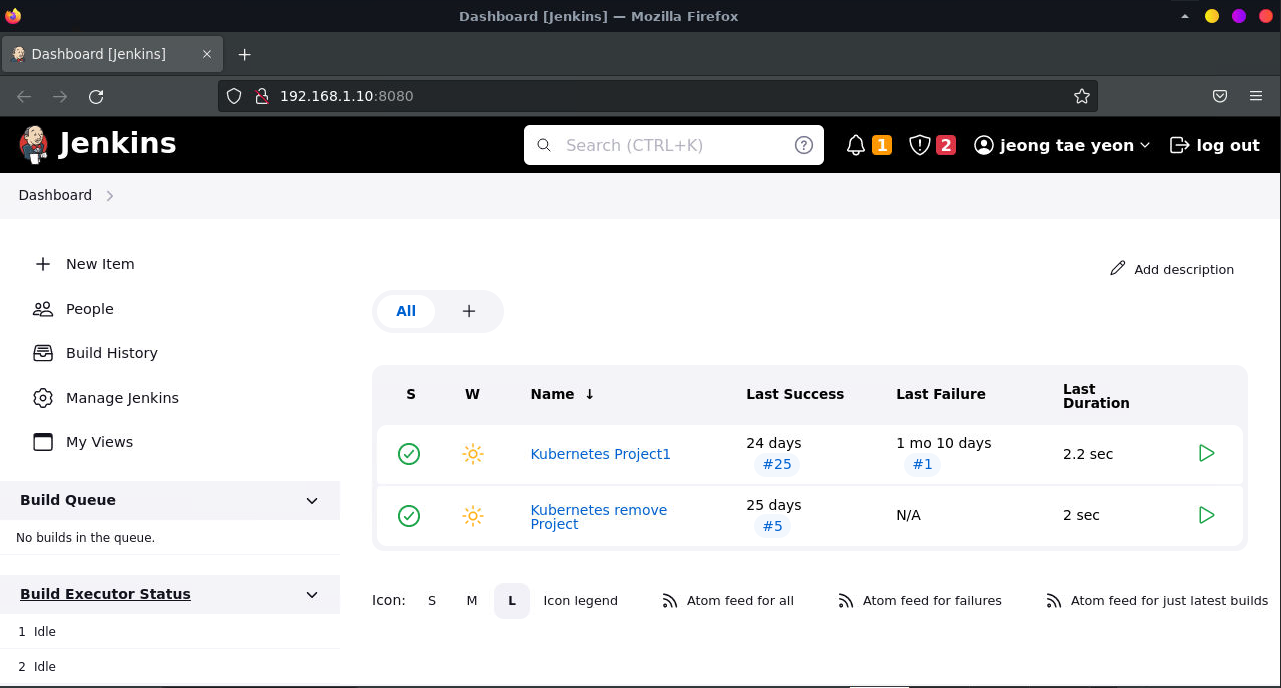 Dashboard [Jenkins] — Mozilla Firefox
Dashboard [Jenkins]
192.168.1.10:8080
Jenkins
Search (CTRL+K)
1
2
jeong tae yeon
log out
Dashboard
New Item
People
Build History
Manage Jenkins
My Views
Build Queue
No builds in the queue.
Build Executor Status
1 Idle
2 Idle
Add description
All +
S W Name ↓ Last Success Last Failure Last
Duration
Kubernetes Project1 24 days #25 1 mo 10 days #1 2.2 sec
Kubernetes remove
Project 25 days #5 N/A 2 sec
Icon: S M L Icon legend Atom feed for all Atom feed for failures Atom feed for just latest builds